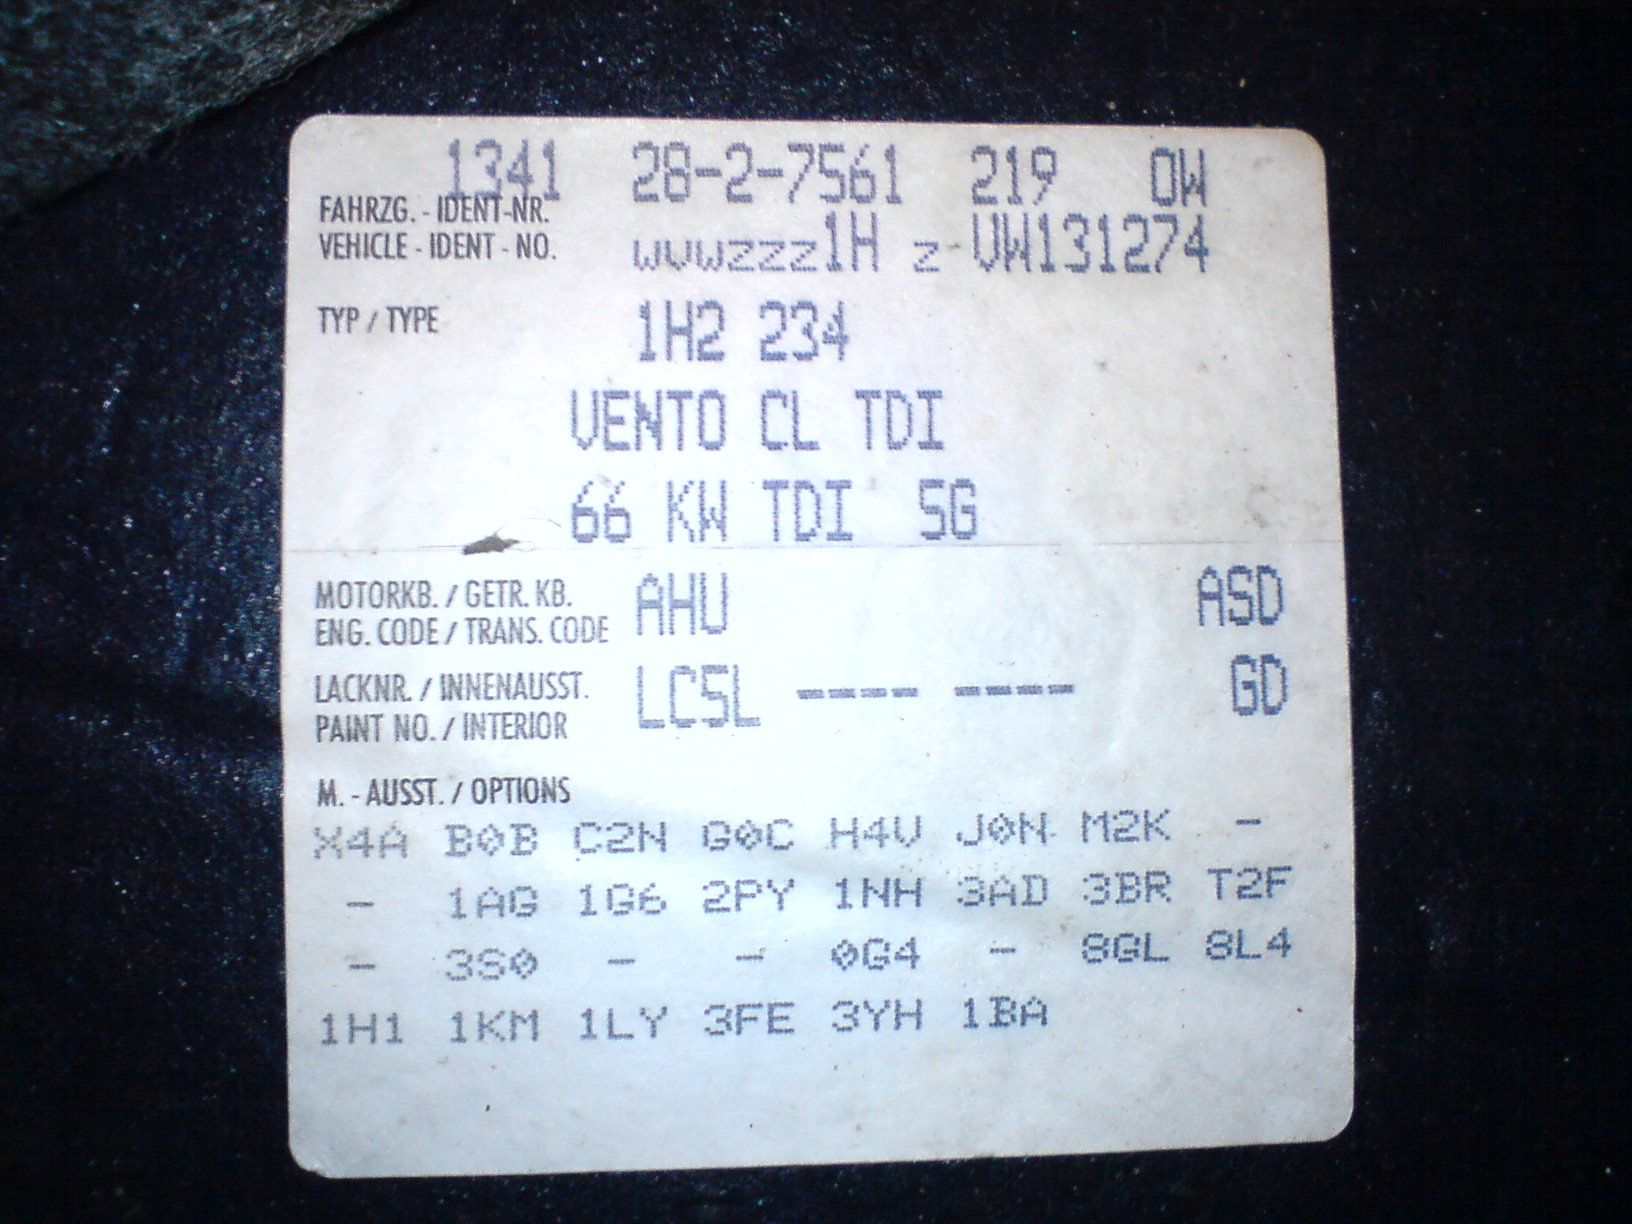 1341 28-2-7561 219 0W
FAHRZG. - IDENT-NR.
VEHICLE - IDENT - NO. WVWZZZ1H Z-VW131274
TYP / TYPE 1H2 234
VENTO CL TDI
66 KW TDI 5G
MOTORKB. / GETR. KB.
ENG. CODE / TRANS. CODE AHU ASD
LACKNR. / INNENAUSST.
PAINT NO. / INTERIOR LC5L ---- ---- GD
M. - AUSST. / OPTIONS
X4A B0B C2N G0C H4V J0N M2K -
- 1AG 1G6 2PY 1NH 3AD 3BR T2F
- 3S0 - - 0G4 - 8GL 8L4
1H1 1KM 1LY 3FE 3YH 1BA